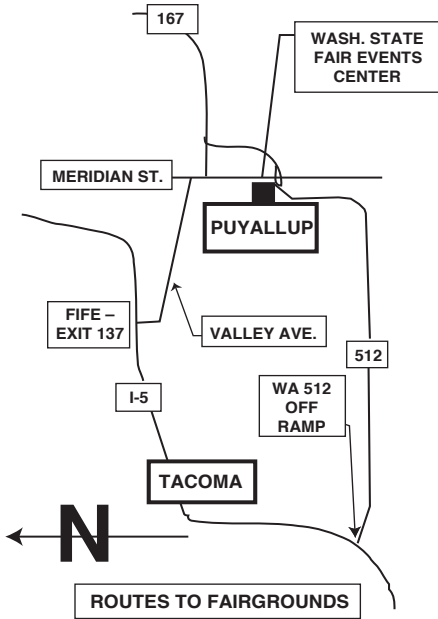 167
WASH. STATE
FAIR EVENTS
CENTER
MERIDIAN ST.
PUYALLUP
FIFE –
EXIT 137
VALLEY AVE.
512
I-5
WA 512
OFF
RAMP
TACOMA
N
ROUTES TO FAIRGROUNDS